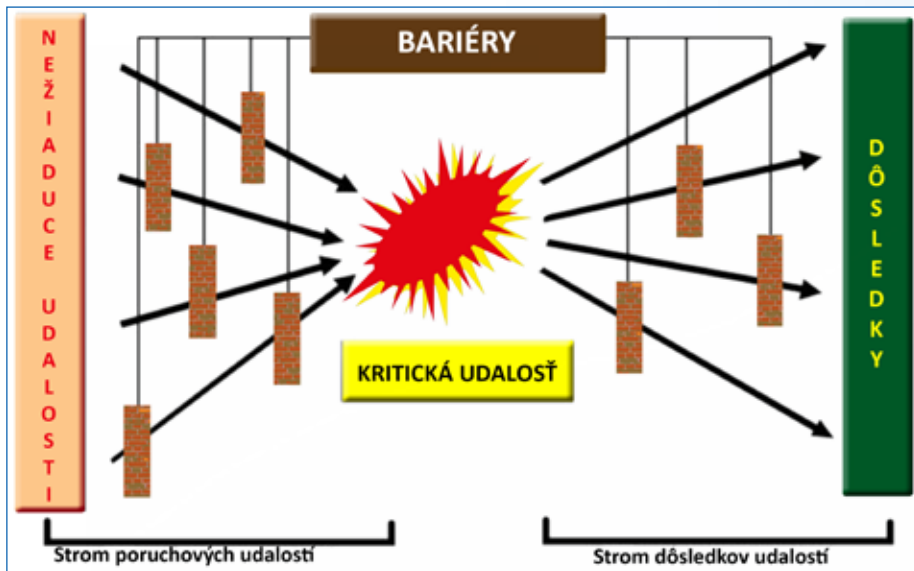 NEŽIADUCE UDALOSTI
BARIÉRY
KRITICKÁ UDALOSŤ
DÔSLEDKY
Strom poruchových udalostí
Strom dôsledkov udalostí